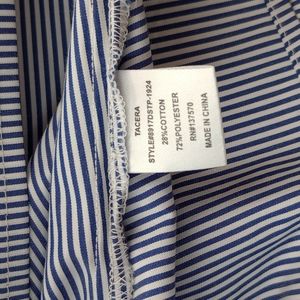 TACERA
STYLE#8917DSTP-1924
28%COTTON
72%POLYESTER
RN#137570
MADE IN CHINA